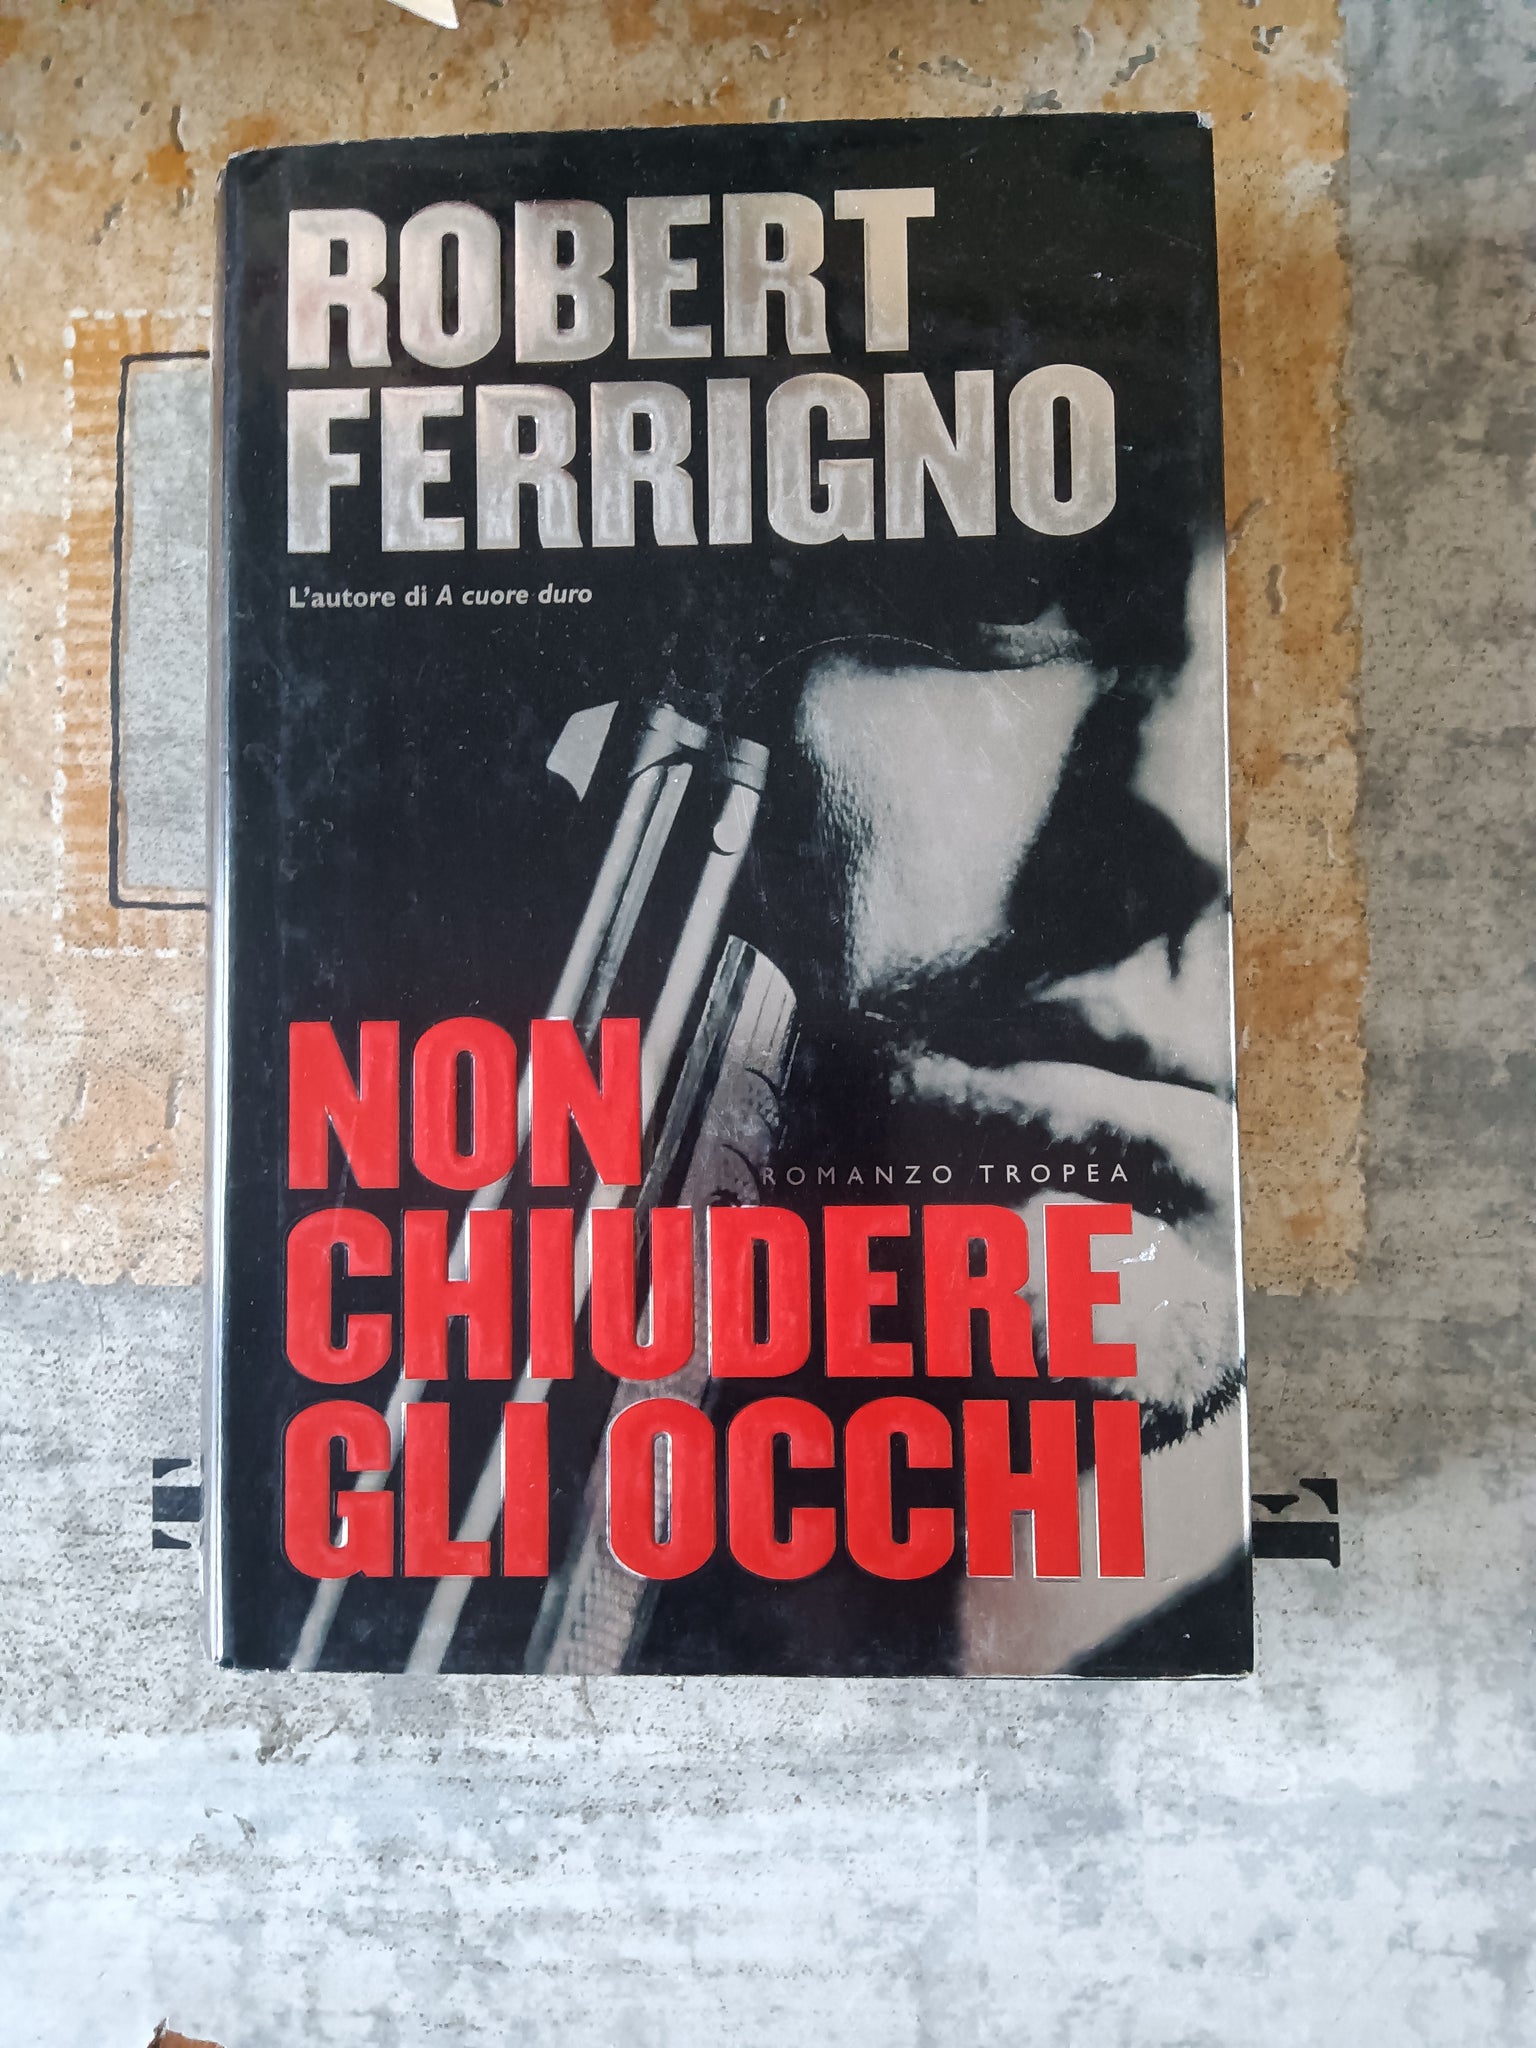 ROBERT
FERRIGNO
L'autore di A cuore duro
NON
ROMANZO TROPEA
CHIUDERE
GLI OCCHI